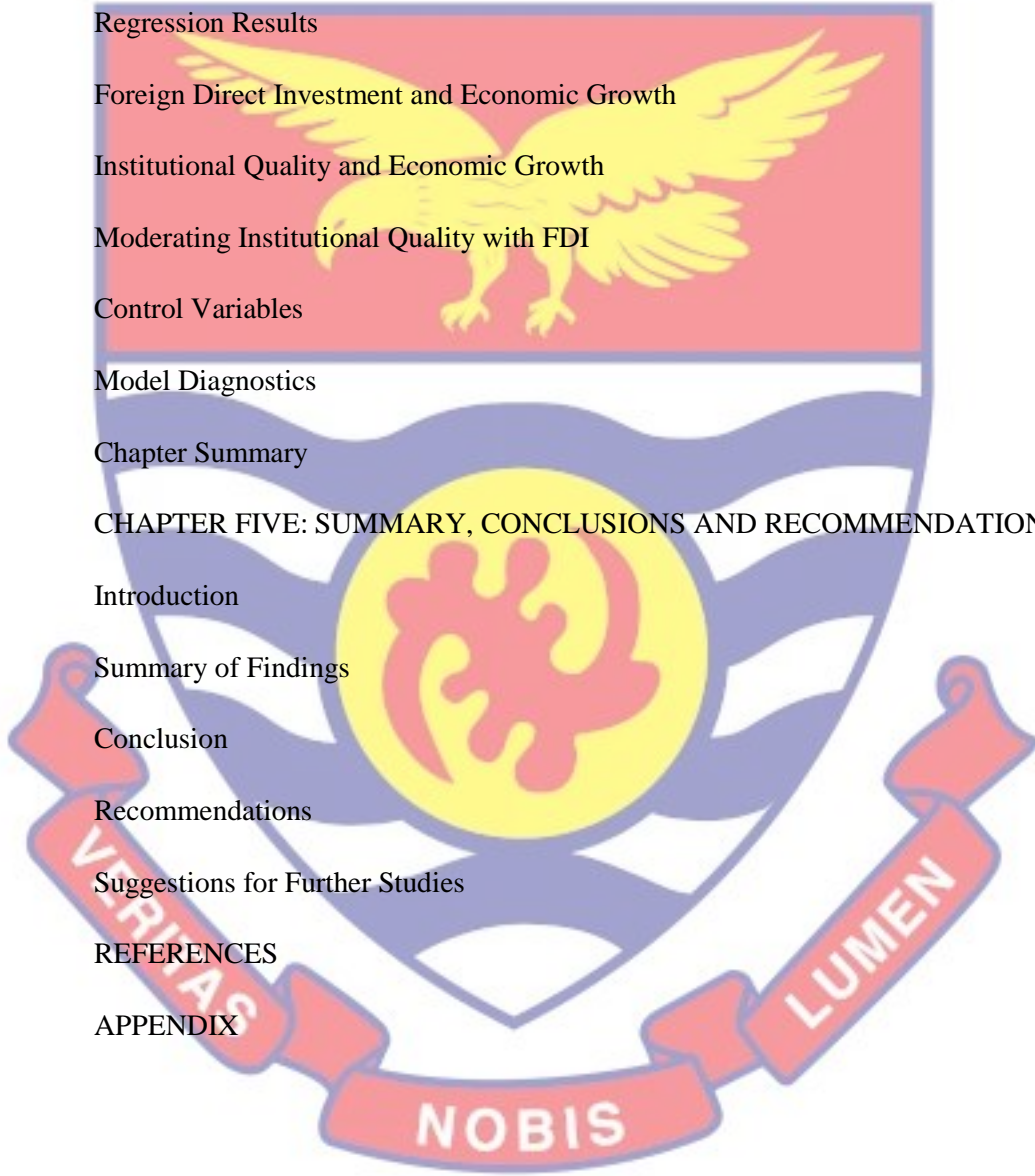 Regression Results
Foreign Direct Investment and Economic Growth
Institutional Quality and Economic Growth
Moderating Institutional Quality with FDI
Control Variables
Model Diagnostics
Chapter Summary
CHAPTER FIVE: SUMMARY, CONCLUSIONS AND RECOMMENDATION
Introduction
Summary of Findings
Conclusion
Recommendations
Suggestions for Further Studies
REFERENCES
APPENDIX
VERITAS
NOBIS
LUMEN